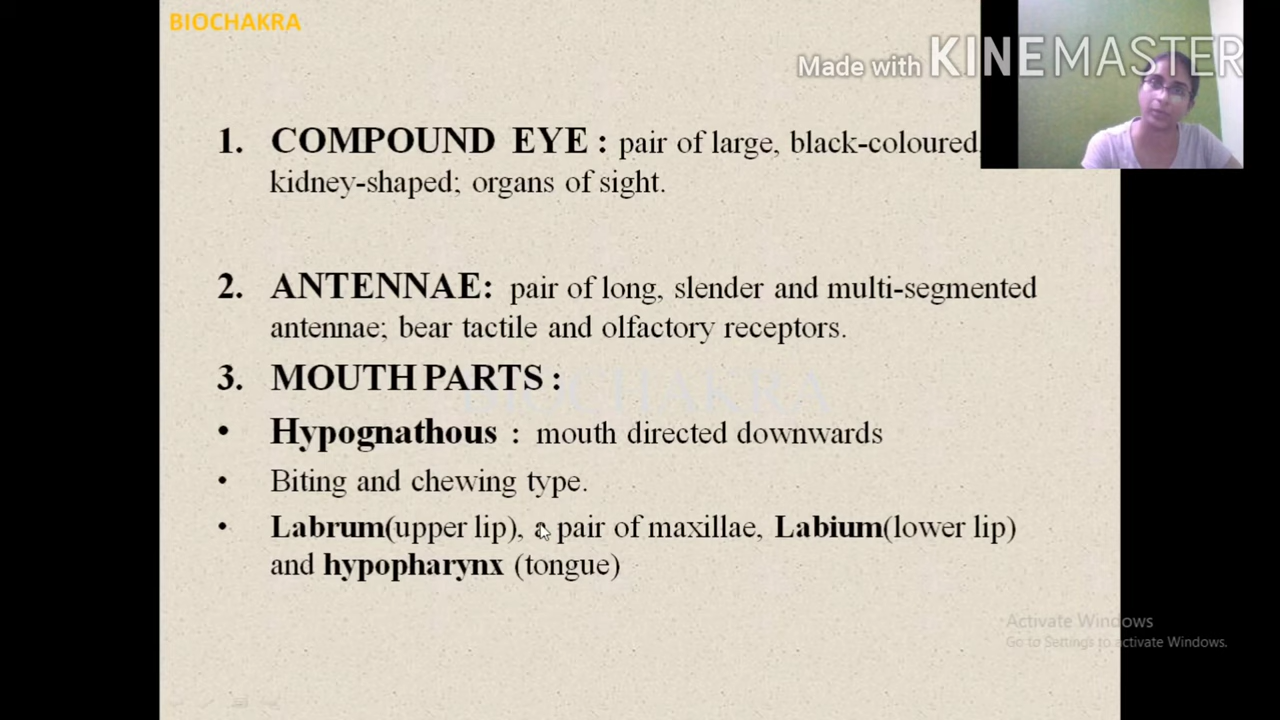 BIOCHAKRA
Made with KINEMASTER
1. COMPOUND EYE : pair of large, black-coloured,
kidney-shaped; organs of sight.
2. ANTENNAE: pair of long, slender and multi-segmented
antennae; bear tactile and olfactory receptors.
3. MOUTH PARTS :
BIOCHAKRA
• Hypognathous : mouth directed downwards
• Biting and chewing type.
• Labrum(upper lip), a pair of maxillae, Labium(lower lip)
and hypopharynx (tongue)
Activate Windows
Go to Settings to activate Windows.